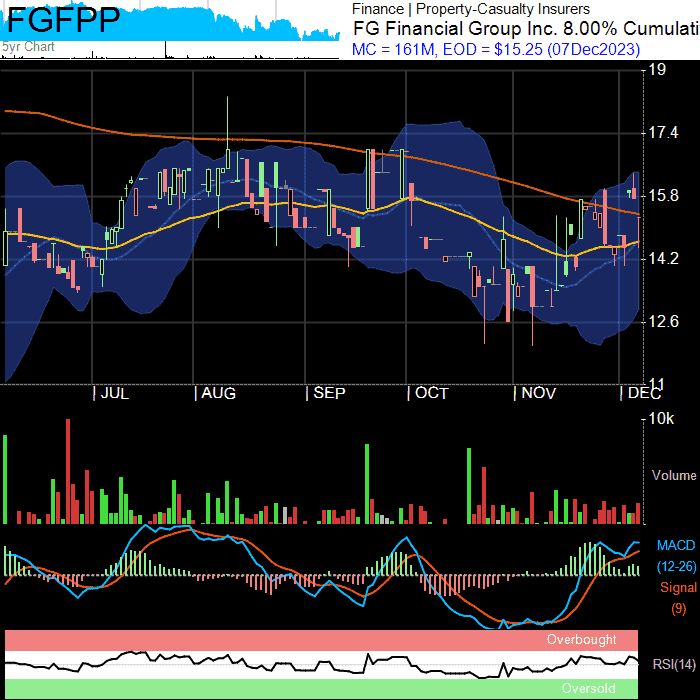 FGFPP
5yr Chart
Finance | Property-Casualty Insurers
FG Financial Group Inc. 8.00% Cumulati
MC = 161M, EOD = $15.25 (07Dec2023)
19
17.4
15.8
14.2
12.6
11
JUL AUG SEP OCT NOV DEC
10k
Volume
MACD
(12-26)
Signal
(9)
Overbought
RSI(14)
Oversold